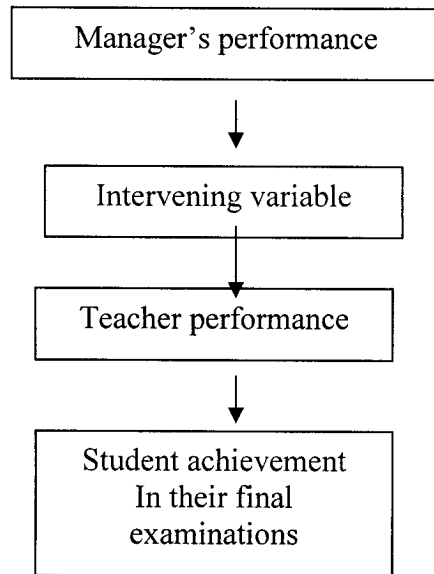 Manager’s performance
Intervening variable
Teacher performance
Student achievement
In their final
examinations